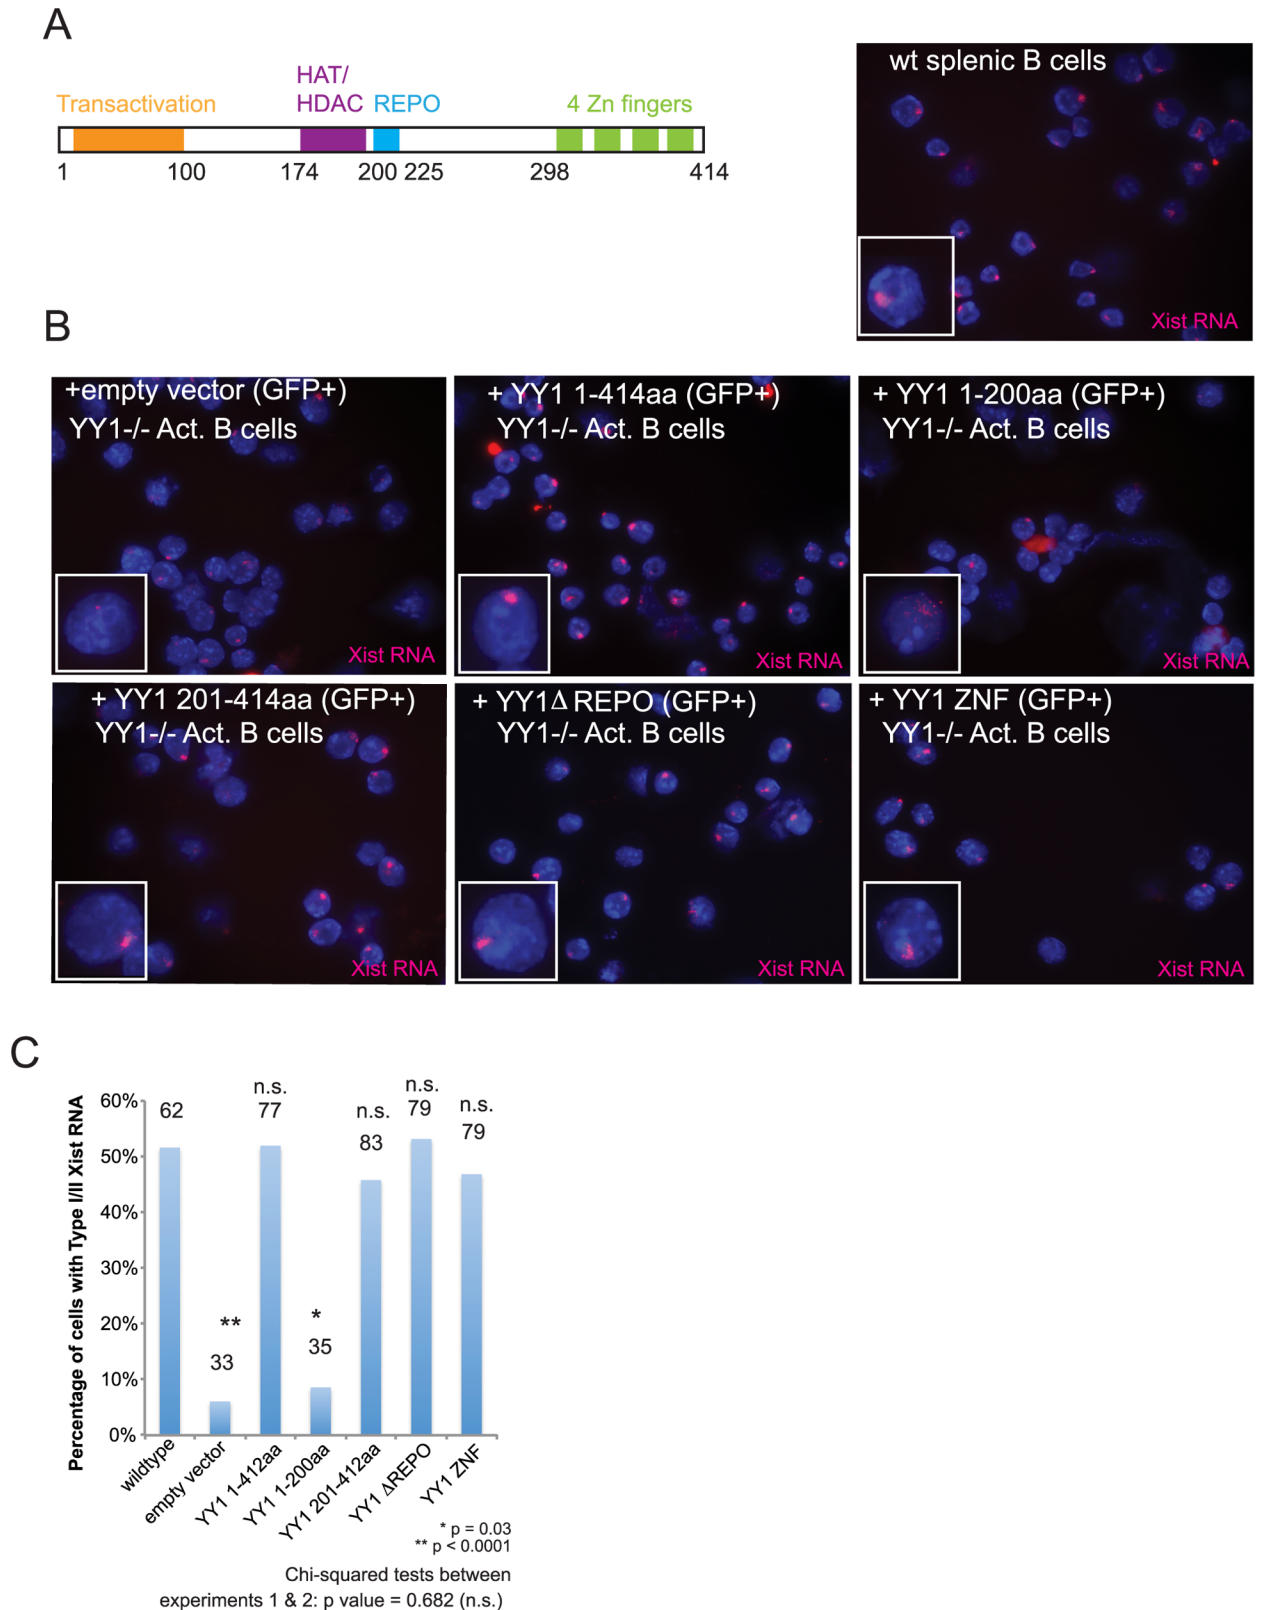 A
HAT/
Transactivation HDAC REPO 4 Zn fingers
1 100 174 200 225 298 414
wt splenic B cells
Xist RNA
B
+empty vector (GFP+)
YY1-/- Act. B cells
Xist RNA
+ YY1 1-414aa (GFP+)
YY1-/- Act. B cells
Xist RNA
+ YY1 1-200aa (GFP+)
YY1-/- Act. B cells
Xist RNA
+ YY1 201-414aa (GFP+)
YY1-/- Act. B cells
Xist RNA
+ YY1Δ REPO (GFP+)
YY1-/- Act. B cells
Xist RNA
+ YY1 ZNF (GFP+)
YY1-/- Act. B cells
Xist RNA
C
Percentage of cells with Type I/II Xist RNA
60%
50%
40%
30%
20%
10%
0%
62
**
33
n.s.
77
*
35
n.s.
83
n.s.
79
n.s.
79
wildtype
empty vector
YY1 1-412aa
YY1 1-200aa
YY1 201-412aa
YY1 ΔREPO
YY1 ZNF
* p = 0.03
** p < 0.0001
Chi-squared tests between
experiments 1 & 2: p value = 0.682 (n.s.)